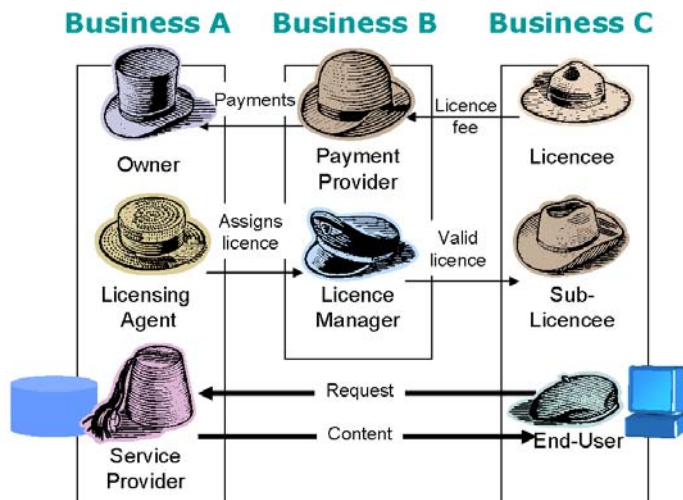 Business A
Business B
Business C
Payments
Licence
fee
Owner
Payment
Provider
Licencee
Assigns
licence
Valid
licence
Licensing
Agent
Licence
Manager
Sub-
Licencee
Request
Content
Service
Provider
End-User